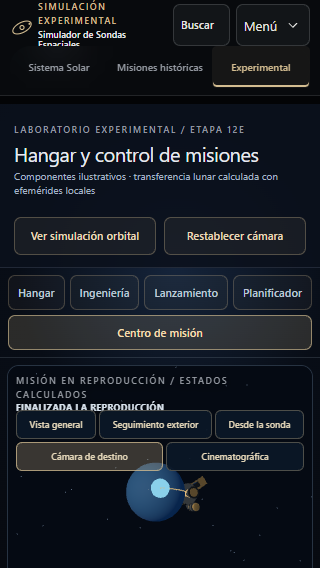 SIMULACIÓN
EXPERIMENTAL
Simulador de Sondas
Espaciales
Buscar
Menú
Sistema Solar
Misiones históricas
Experimental
LABORATORIO EXPERIMENTAL / ETAPA 12E
Hangar y control de misiones
Componentes ilustrativos · transferencia lunar calculada con
efemérides locales
Ver simulación orbital
Restablecer cámara
Hangar
Ingeniería
Lanzamiento
Planificador
Centro de misión
MISIÓN EN REPRODUCCIÓN / ESTADOS
CALCULADOS
FINALIZADA LA REPRODUCCIÓN
Vista general
Seguimiento exterior
Desde la sonda
Cámara de destino
Cinematográfica